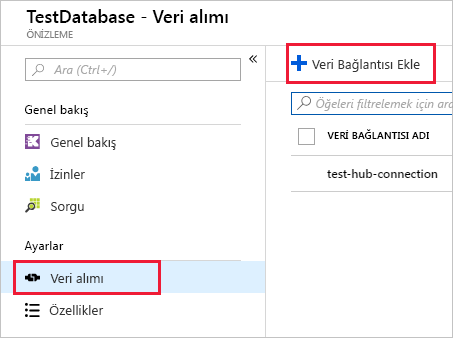 TestDatabase - Veri alımı
ÖNİZLEME
Ara (Ctrl+/)
Genel bakış
Genel bakış
İzinler
Sorgu
Ayarlar
Veri alımı
Özellikler
Veri Bağlantısı Ekle
Öğeleri filtrelemek için ara
VERİ BAĞLANTISI ADI
test-hub-connection